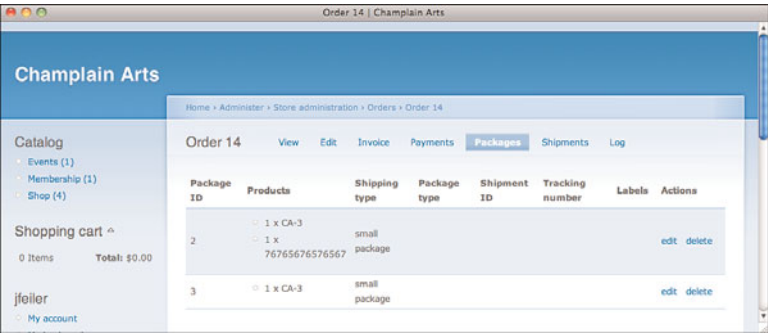 Order 14 | Champlain Arts
Champlain Arts
Home › Administer › Store administration › Orders › Order 14
Catalog
Events (1)
Membership (1)
Shop (4)
Shopping cart
0 Items Total: $0.00
jfeiler
My account
Order 14 View Edit Invoice Payments Packages Shipments Log
Package ID Products Shipping type Package type Shipment ID Tracking number Labels Actions
2 1 x CA-3 1 x 76765676576567 small package edit delete
3 1 x CA-3 small package edit delete